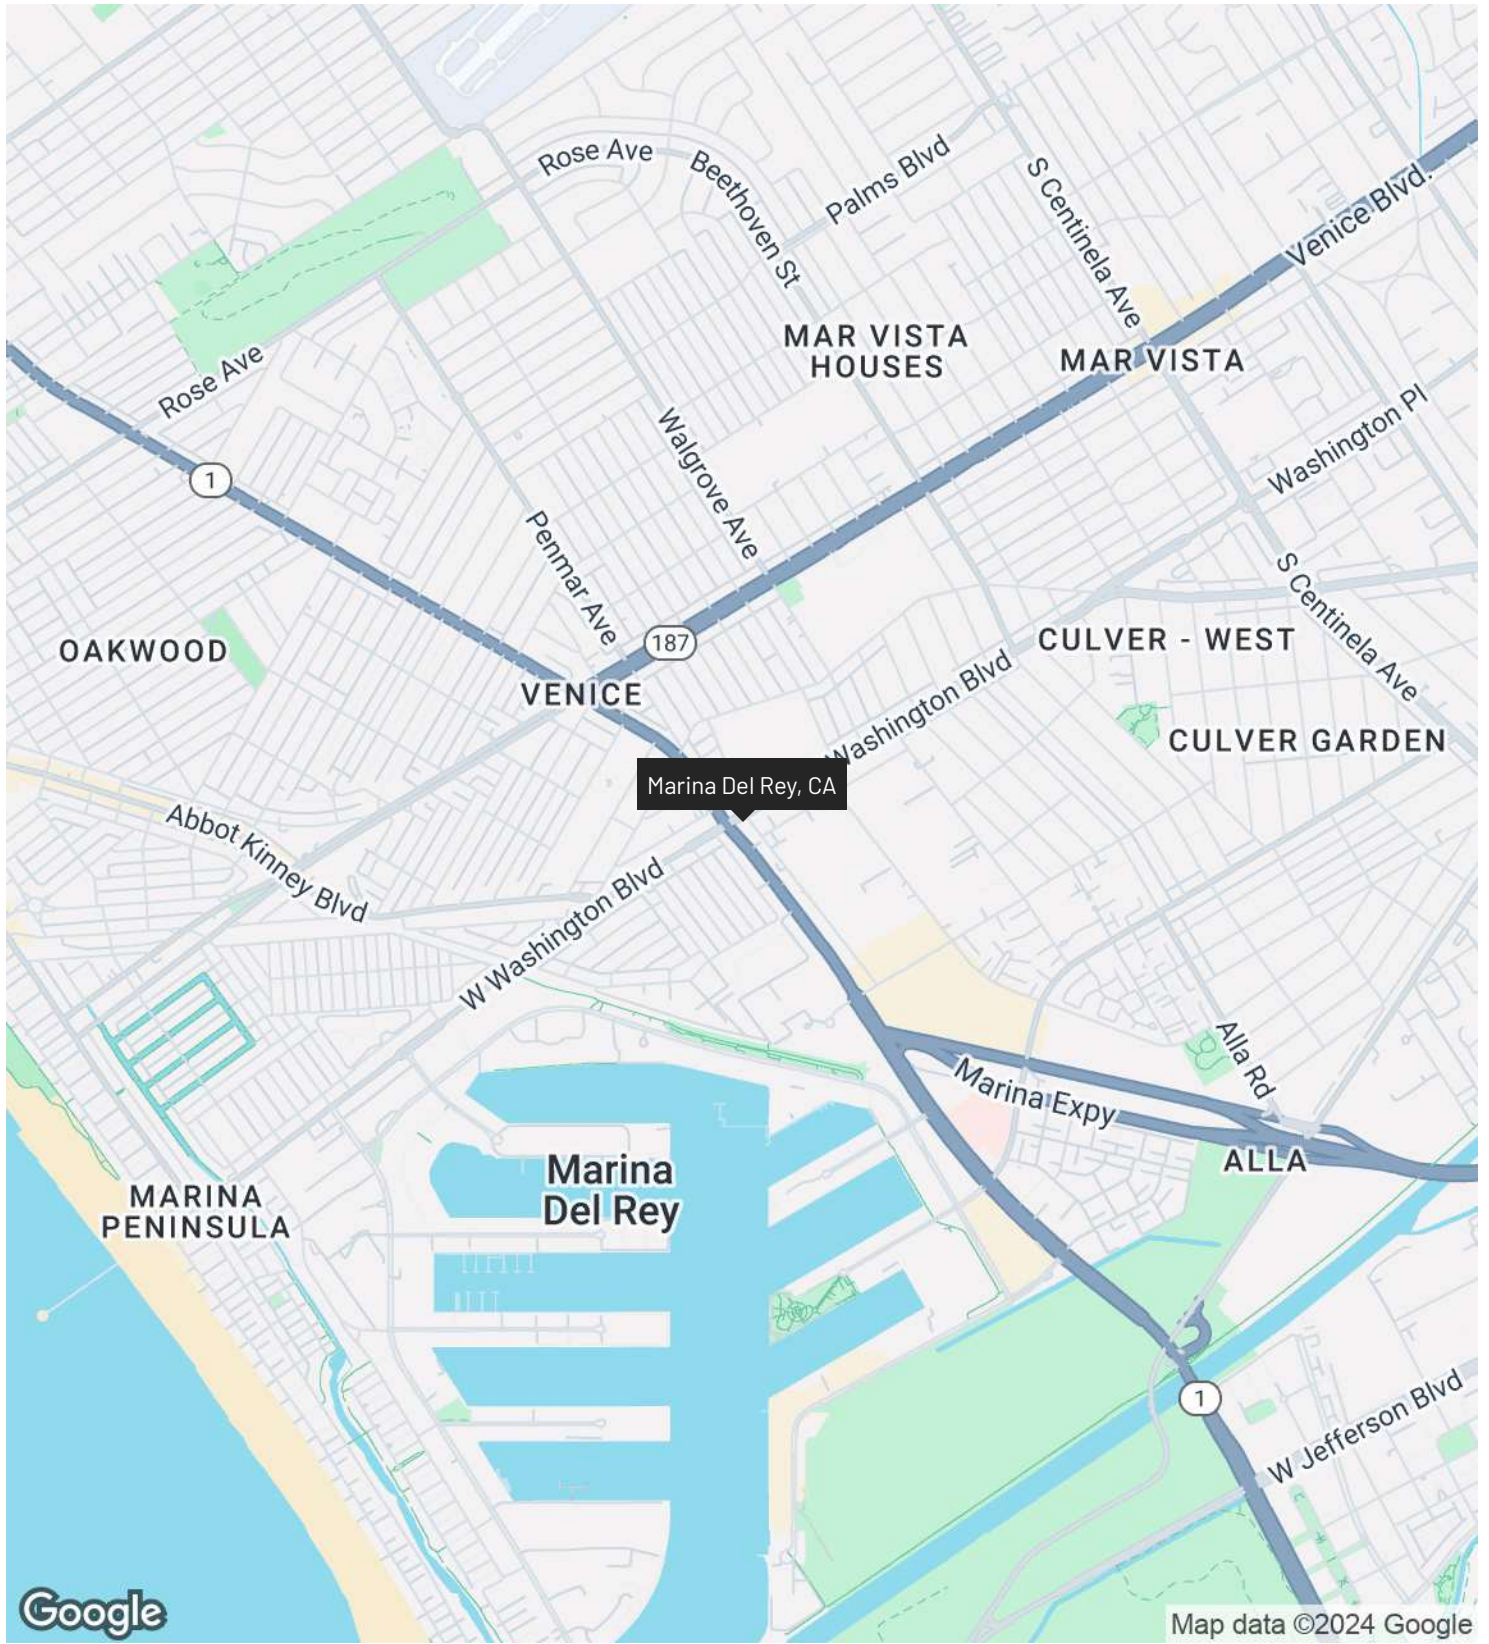 Rose Ave
Beethoven St
Palms Blvd
S Centinela Ave
Venice Blvd.
MAR VISTA
HOUSES
MAR VISTA
Rose Ave
Washington Pl
Walgrove Ave
1
Penmar Ave
S Centinela Ave
187
OAKWOOD
CULVER - WEST
VENICE
Washington Blvd
CULVER GARDEN
Marina Del Rey, CA
Abbot Kinney Blvd
W Washington Blvd
Alla Rd
Marina Expy
ALLA
Marina
Del Rey
MARINA
PENINSULA
1
W Jefferson Blvd
Google
Map data ©2024 Google